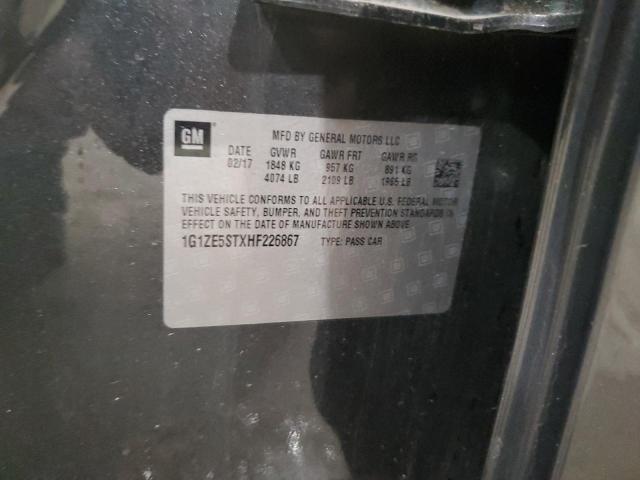 GM
MFD BY GENERAL MOTORS LLC
DATE GVWR GAWR FRT GAWR RR
02/17 1848 KG 957 KG 891 KG
4074 LB 2109 LB 1965 LB
THIS VEHICLE CONFORMS TO ALL APPLICABLE U.S. FEDERAL MOTOR
VEHICLE SAFETY, BUMPER, AND THEFT PREVENTION STANDARDS IN
EFFECT ON THE DATE OF MANUFACTURE SHOWN ABOVE.
1G1ZE5STXHF226867 TYPE: PASS CAR